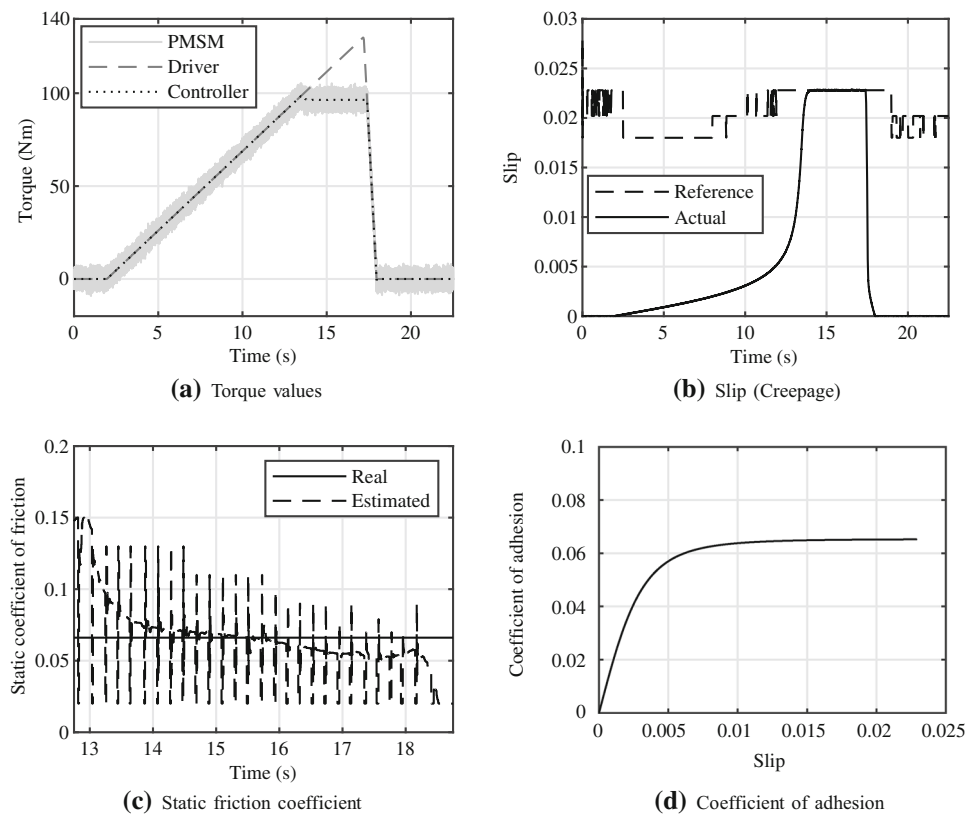 140
100
50
0
0
5
10
15
20
Torque (Nm)
Time (s)
PMSM
Driver
Controller
(a) Torque values
0.03
0.025
0.02
0.015
0.01
0.005
0
0
5
10
15
20
Slip
Time (s)
Reference
Actual
(b) Slip (Creepage)
0.2
0.15
0.1
0.05
0
13
14
15
16
17
18
Static coefficient of friction
Time (s)
Real
Estimated
(c) Static friction coefficient
0.1
0.08
0.06
0.04
0.02
0
0
0.005
0.01
0.015
0.02
0.025
Coefficient of adhesion
Slip
(d) Coefficient of adhesion